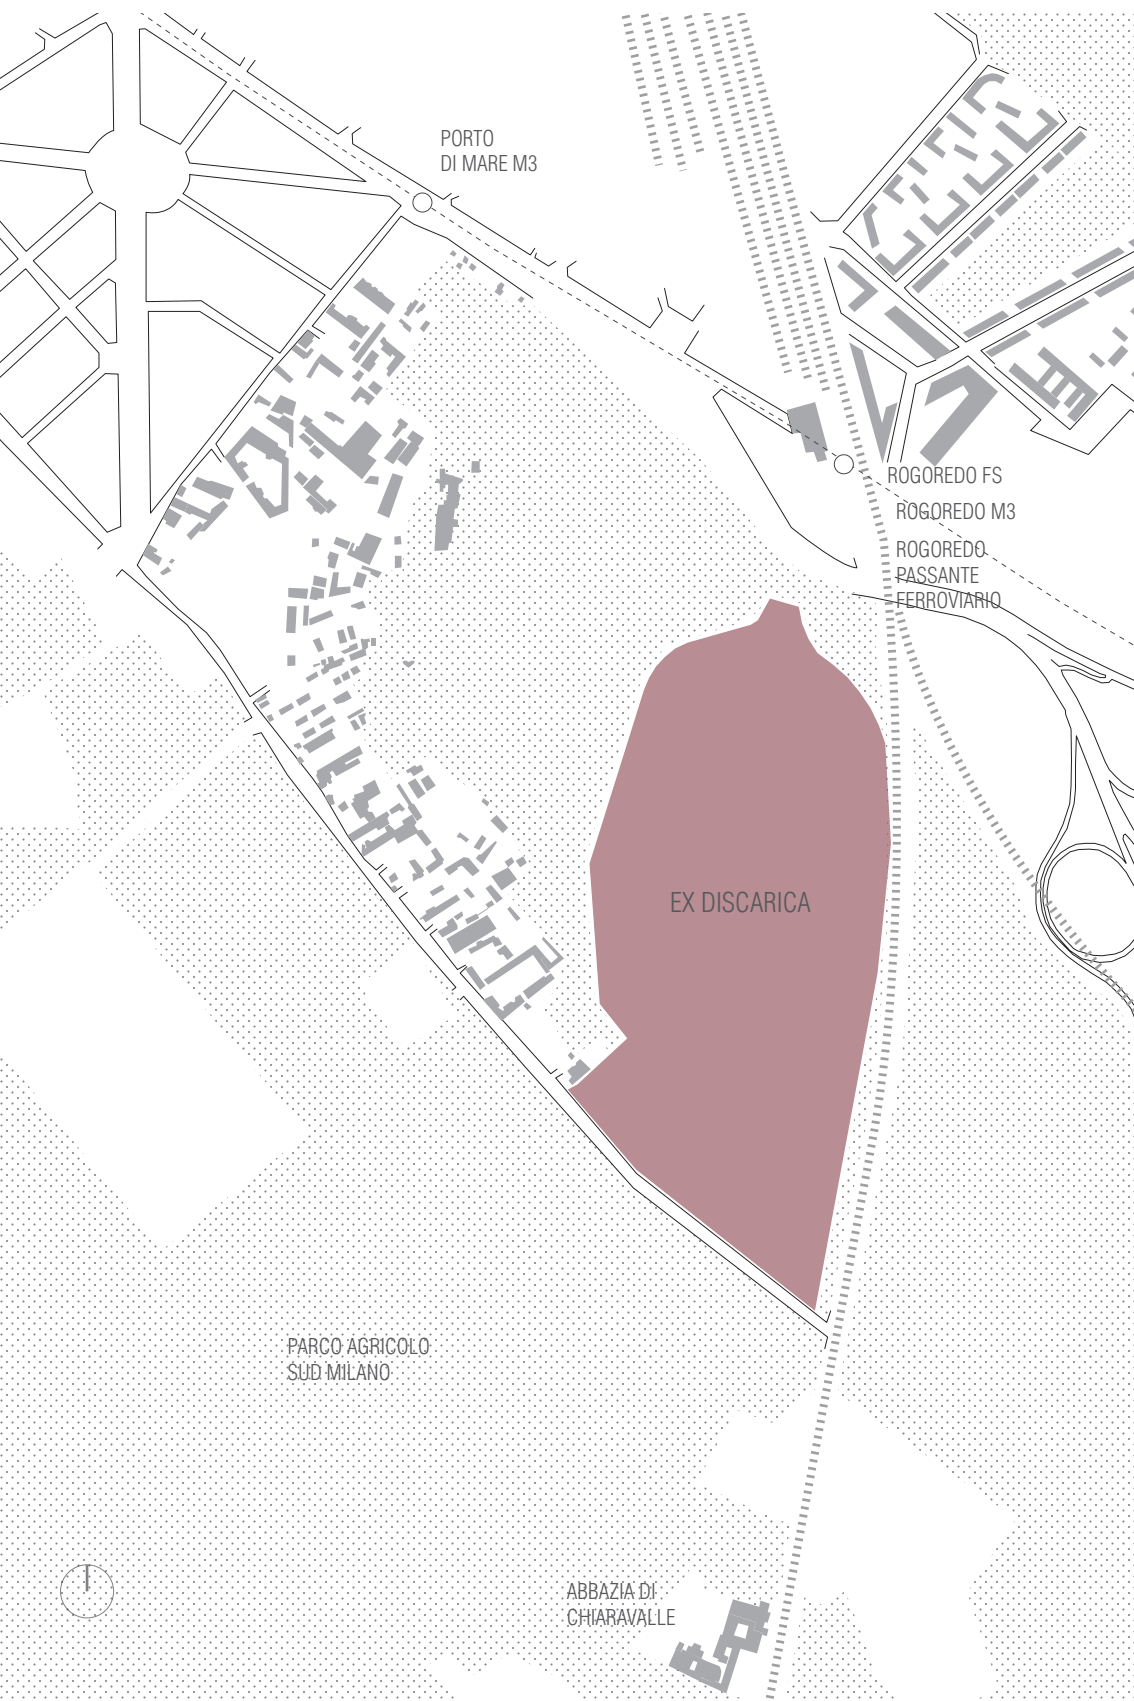 PORTO
DI MARE M3
ROGOREDO FS
ROGOREDO M3
ROGOREDO
PASSANTE
FERROVIARIO
EX DISCARICA
PARCO AGRICOLO
SUD MILANO
ABBAZIA DI
CHIARAVALLE